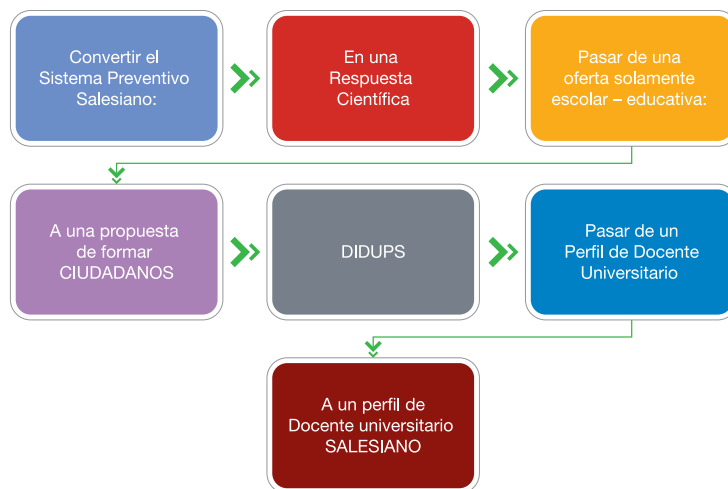 Convertir el
Sistema Preventivo
Salesiano:
En una
Respuesta
Científica
Pasar de una
oferta solamente
escolar – educativa:
A una propuesta
de formar
CIUDADANOS
DIDUPS
Pasar de un
Perfil de Docente
Universitario
A un perfil de
Docente universitario
SALESIANO